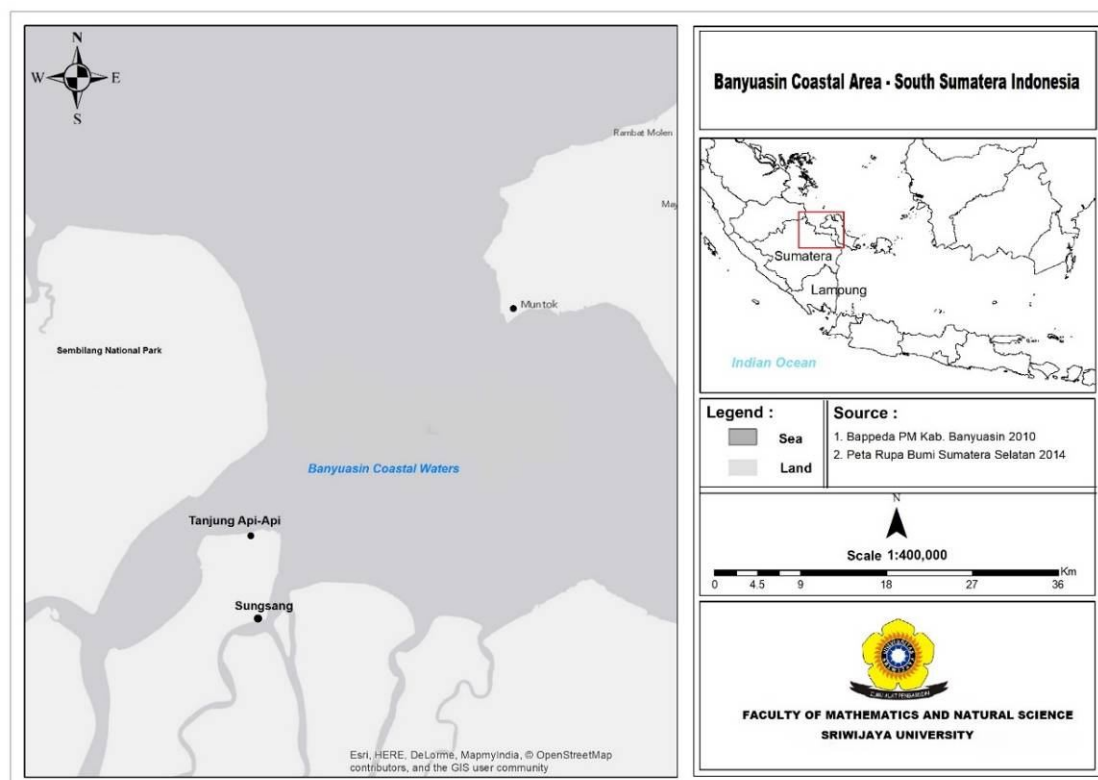 N
W E
S
Rambat Molen
Muntok
Sembilang National Park
Banyuasin Coastal Waters
Tanjung Api-Api
Sungsang
Esri, HERE, DeLorme, MapmyIndia, © OpenStreetMap
contributors, and the GIS user community
Banyuasin Coastal Area - South Sumatera Indonesia
Sumatera
Lampung
Indian Ocean
Legend :
Sea
Land
Source :
1. Bappeda PM Kab. Banyuasin 2010
2. Peta Rupa Bumi Sumatera Selatan 2014
N
Scale 1:400,000
Km
0 4.5 9 18 27 36
FACULTY OF MATHEMATICS AND NATURAL SCIENCE
SRIWIJAYA UNIVERSITY